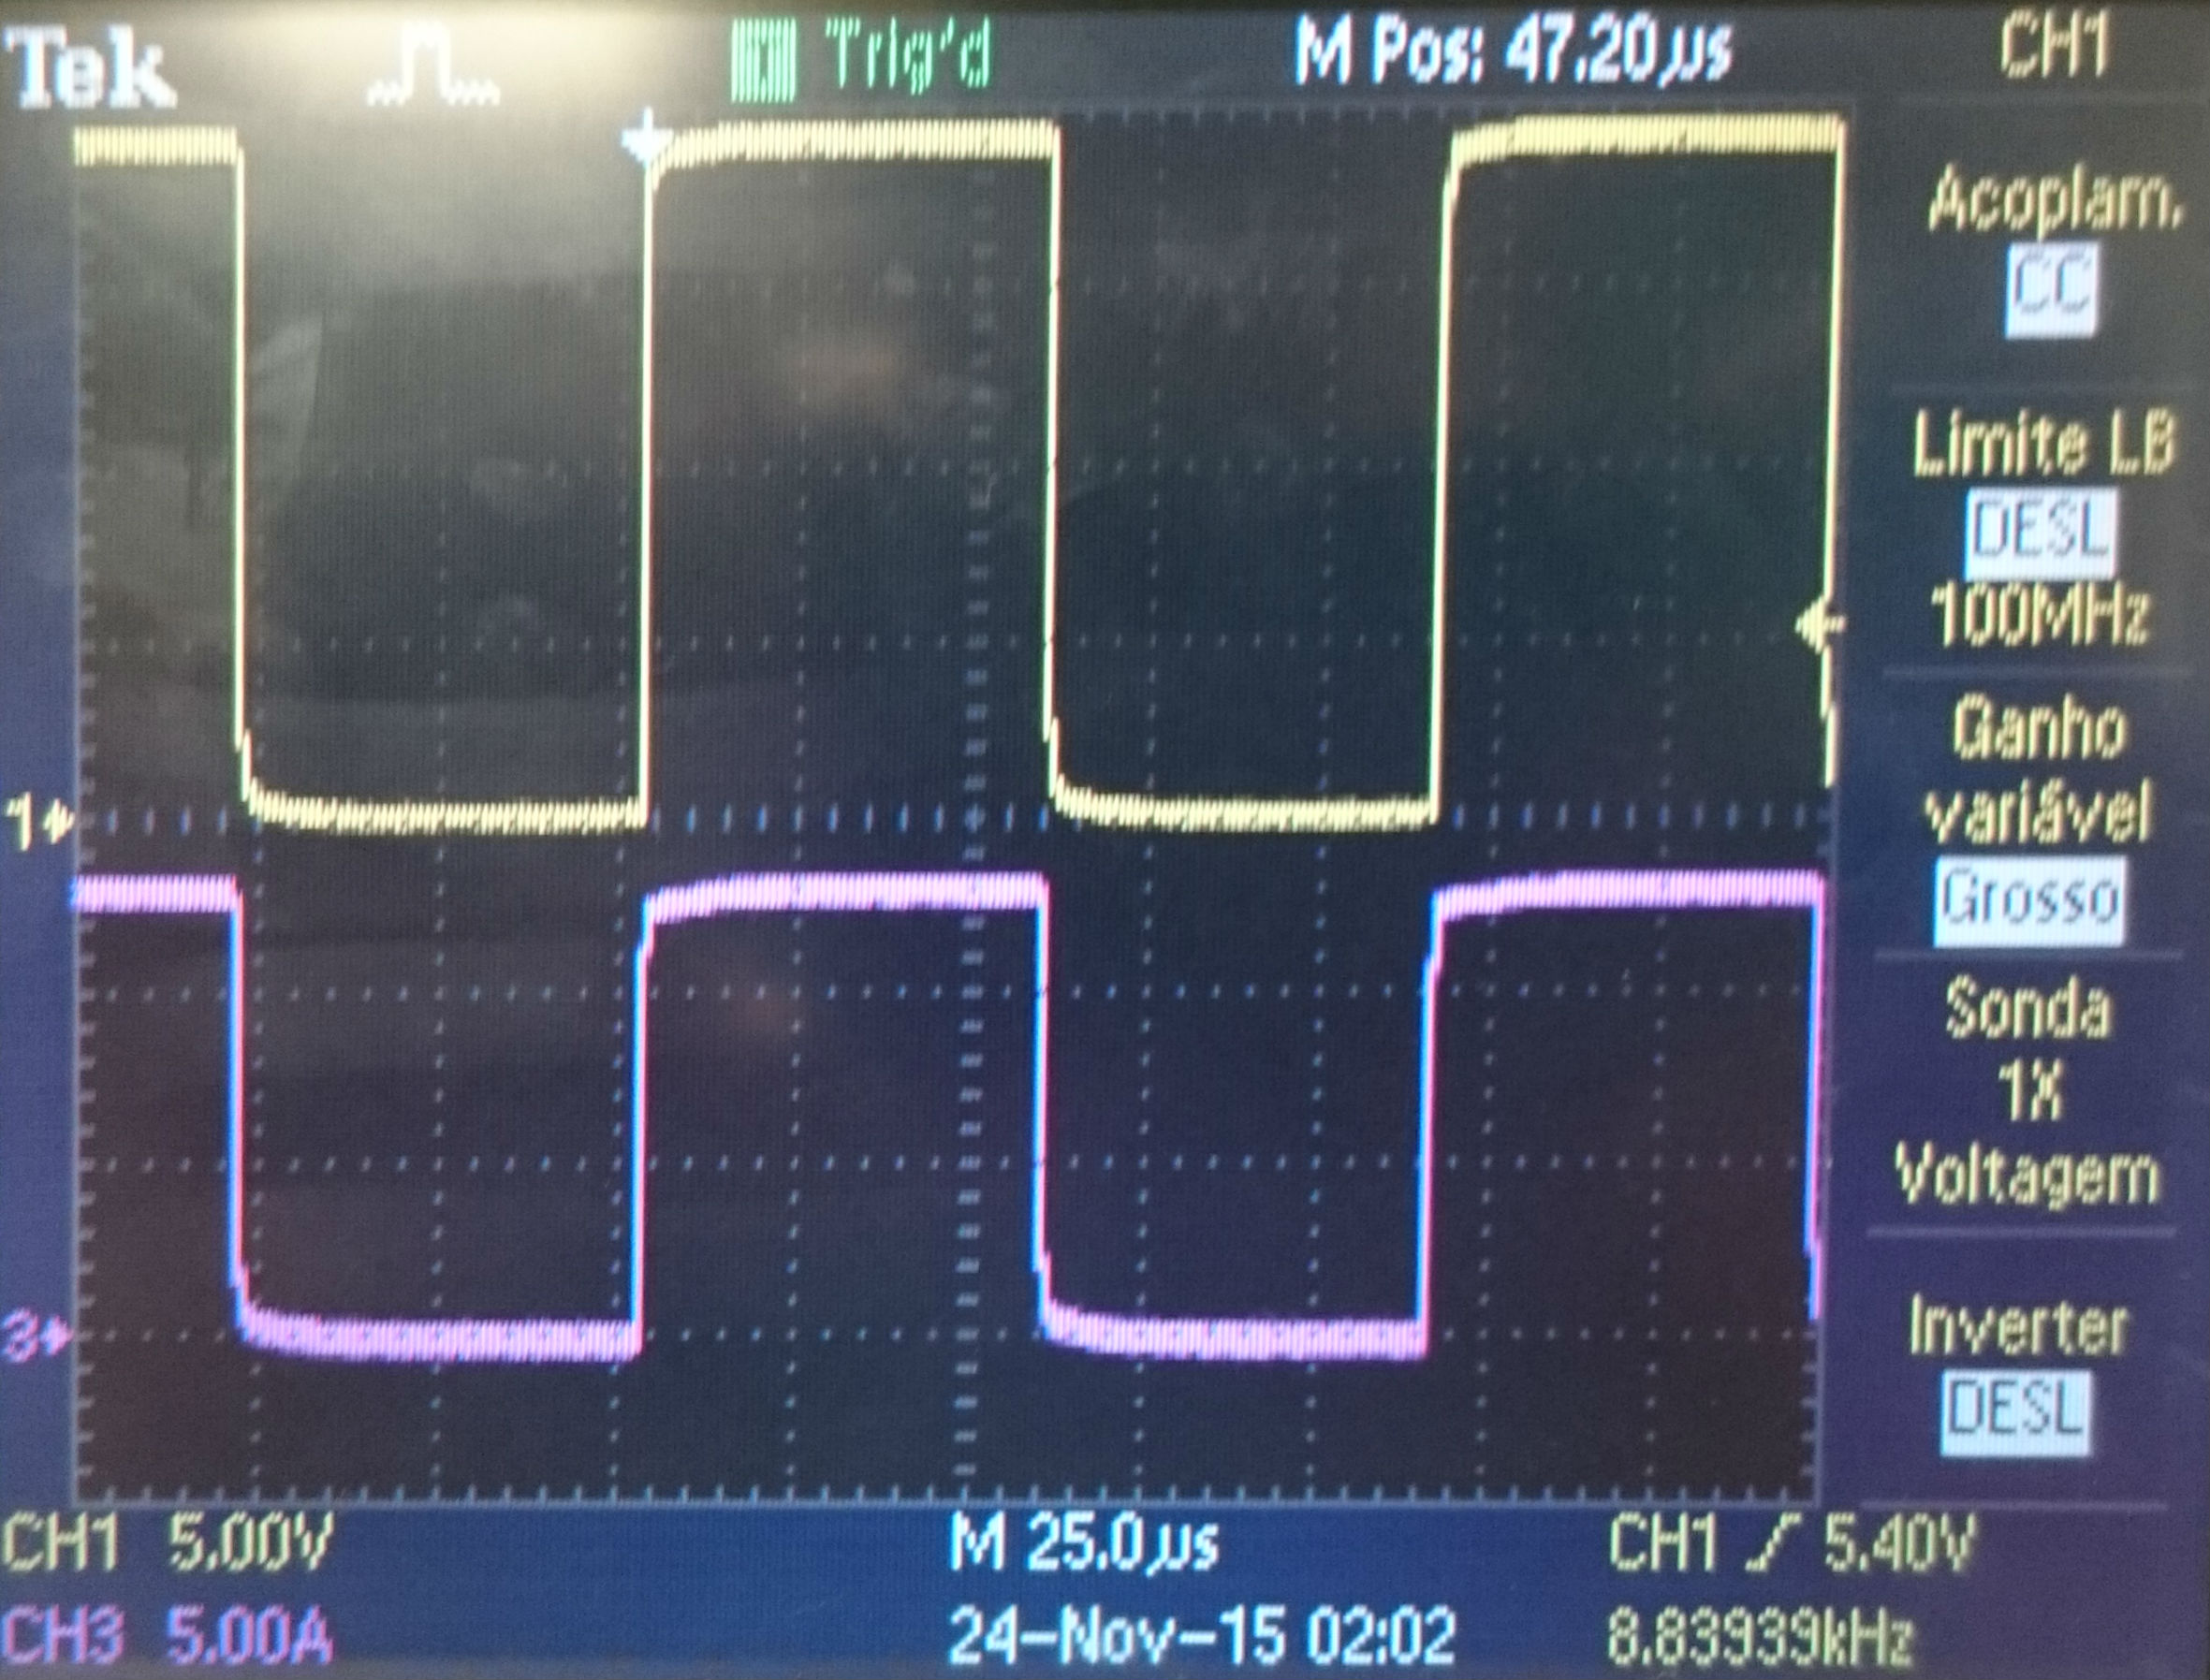 Tek Trig'd M Pos: 47.20µs CH1
Acoplam.
CC
Limite LB
DESL
100MHz
Ganho
variável
Grosso
Sonda
1X
Voltagem
Inverter
DESL
1
3
CH1 5.00V M 25.0µs CH1 5.40V
CH3 5.00A 24-Nov-15 02:02 8.83939kHz